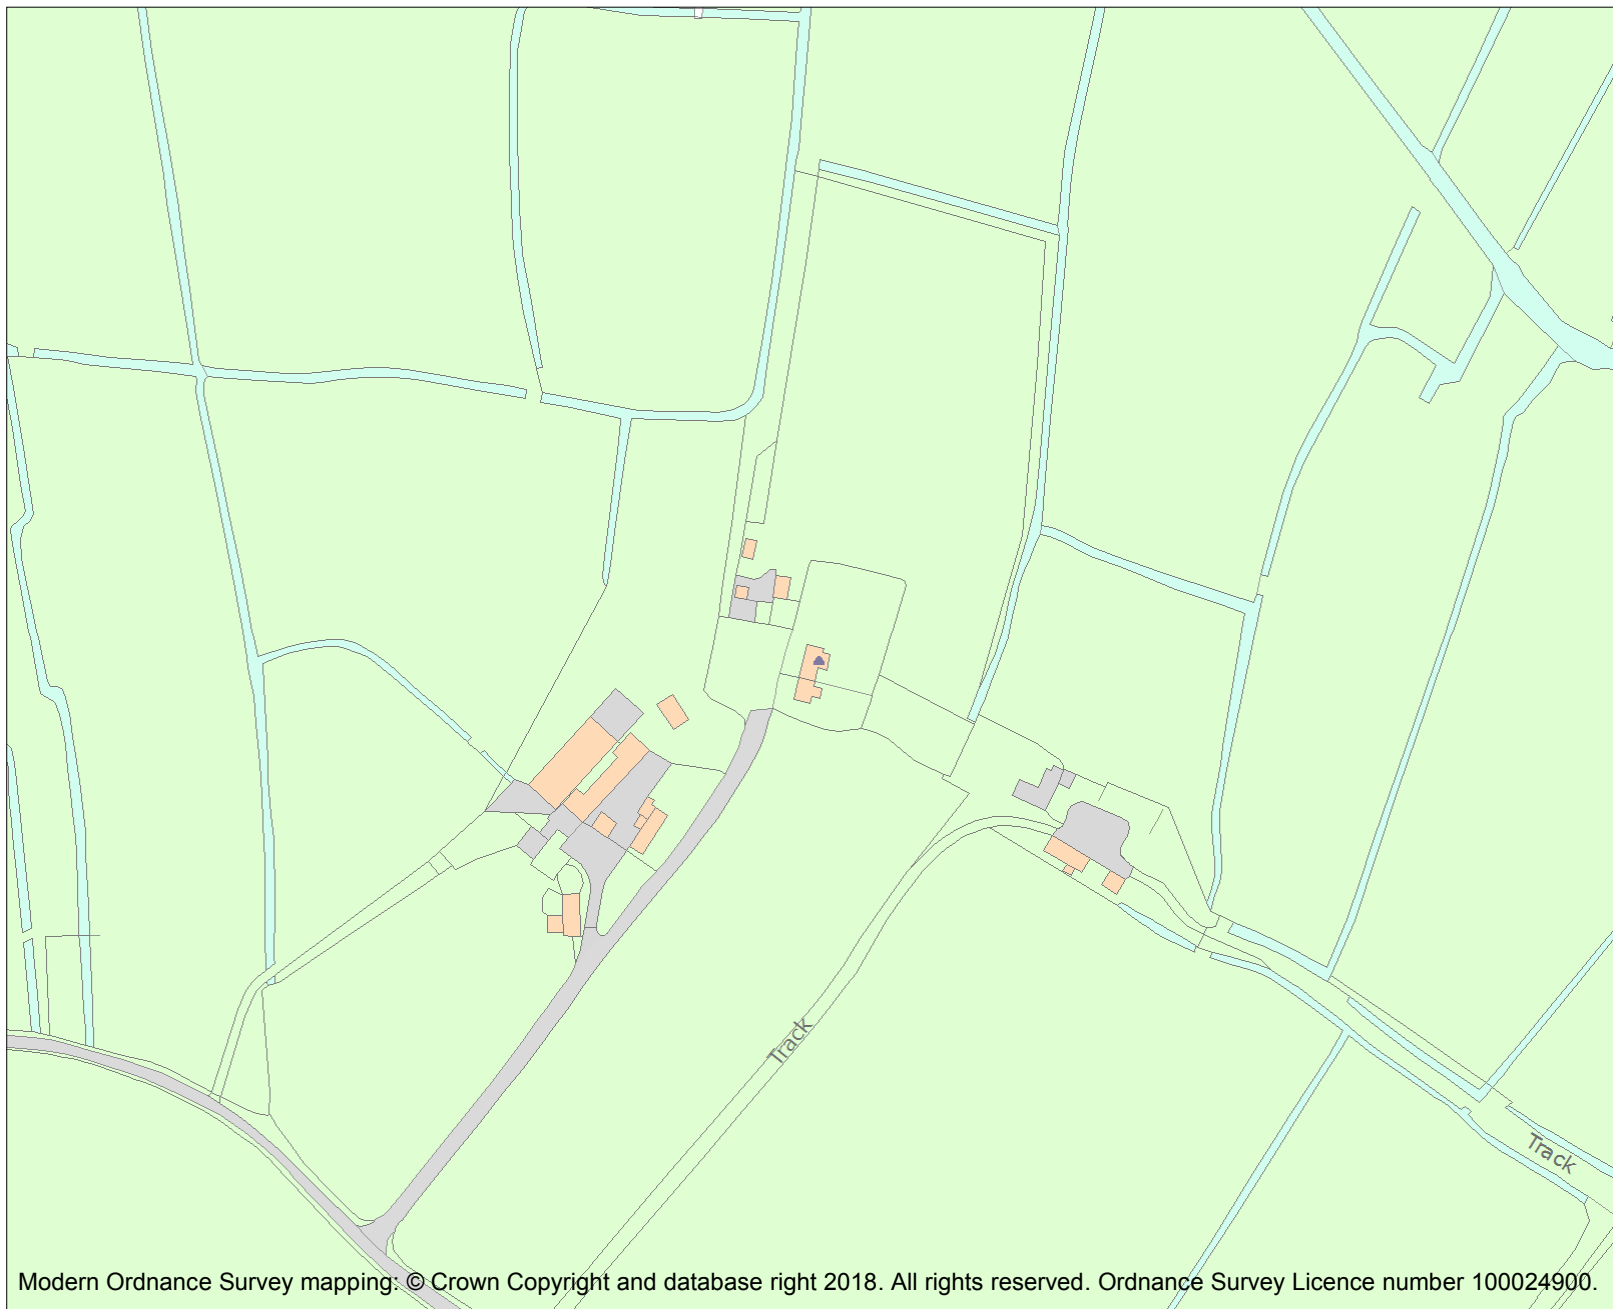 Track
Track
Modern Ordnance Survey mapping: © Crown Copyright and database right 2018. All rights reserved. Ordnance Survey Licence number 100024900.